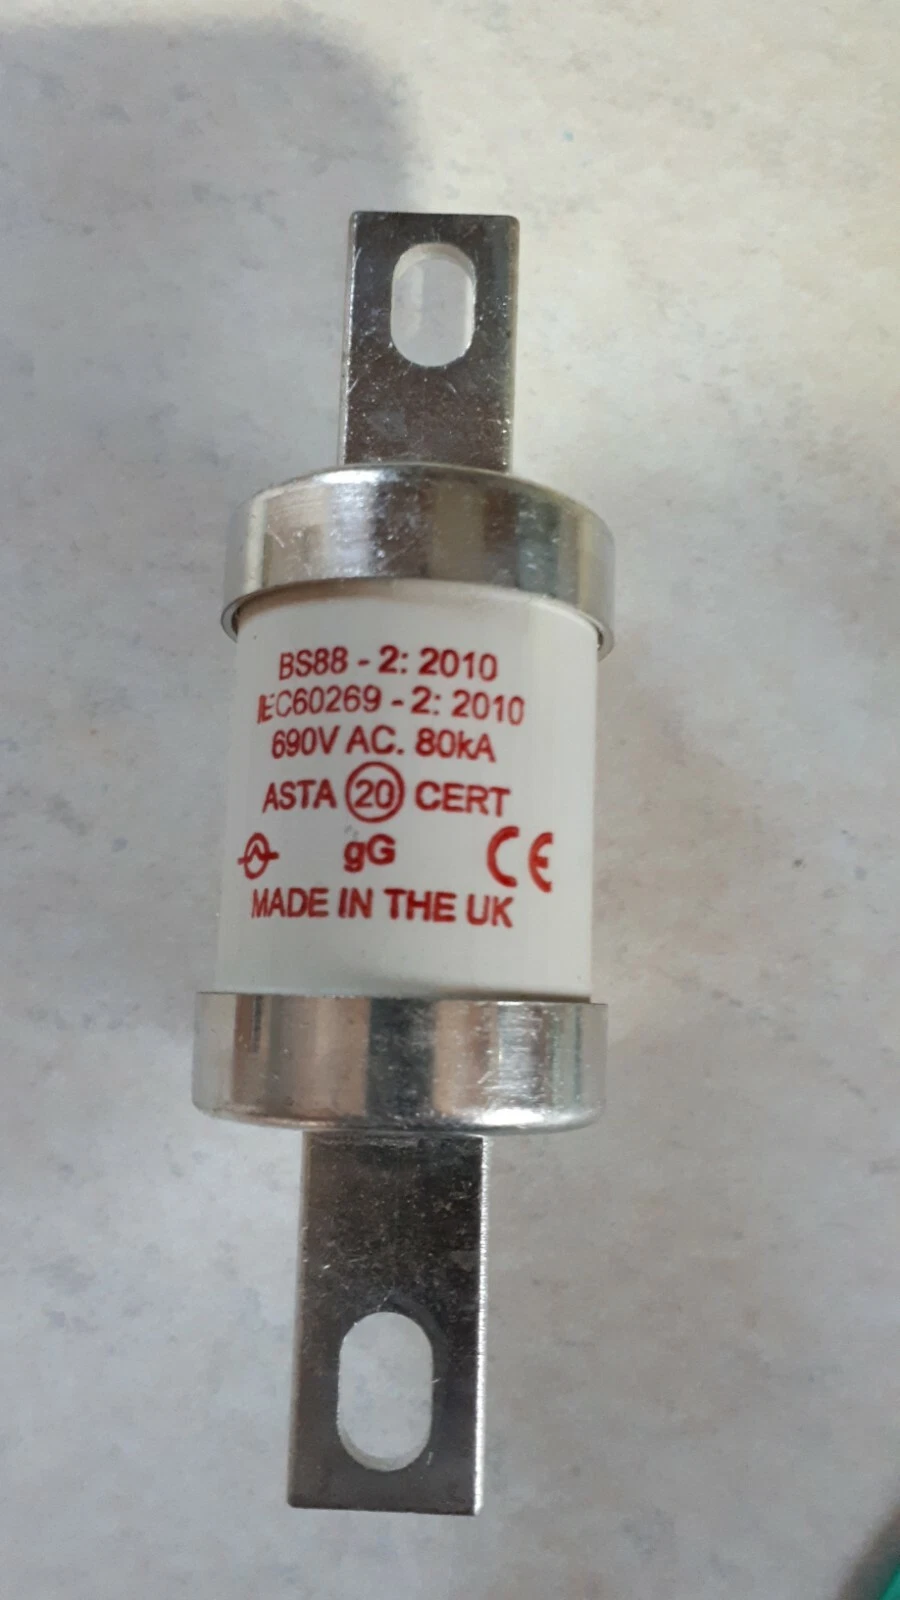 BS88 - 2: 2010
IEC60269 - 2: 2010
690V AC. 80kA
ASTA 20 CERT
gG CE
MADE IN THE UK